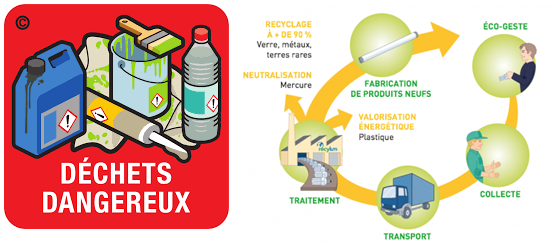 ©
DÉCHETS
DANGEREUX
RECYCLAGE
À + DE 90 %
Verre, métaux,
terres rares
NEUTRALISATION
Mercure
FABRICATION
DE PRODUITS NEUFS
ÉCO-GESTE
VALORISATION
ÉNERGÉTIQUE
Plastique
recylum
TRAITEMENT
COLLECTE
TRANSPORT